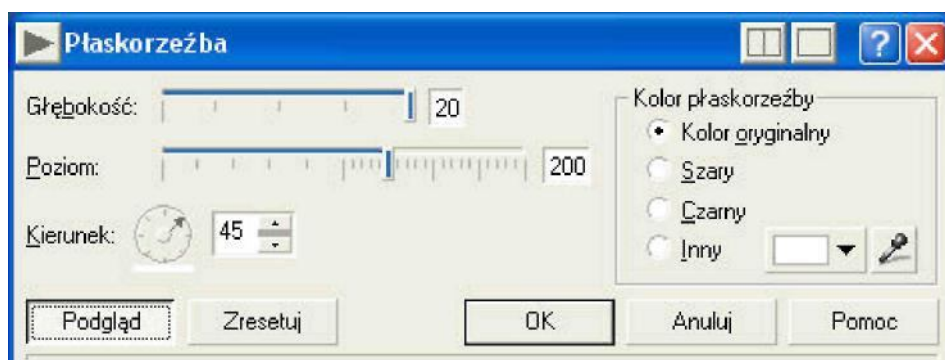 Płaskorzeźba
?
Głębokość:
20
Poziom:
200
Kierunek:
45
Kolor płaskorzeźby
Kolor oryginalny
Szary
Czarny
Inny
Podgląd Zresetuj OK Anuluj Pomoc